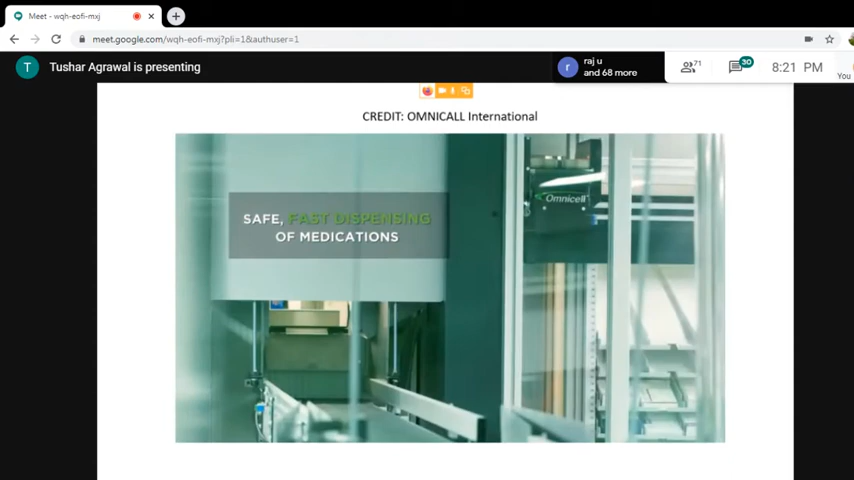 Meet - wqh-eofi-mxj
meet.google.com/wqh-eofi-mxj?pli=1&authuser=1
T
Tushar Agrawal is presenting
r
raj u
and 68 more
71
30
8:21 PM
You
CREDIT: OMNICALL International
SAFE, FAST DISPENSING
OF MEDICATIONS
Omnicell